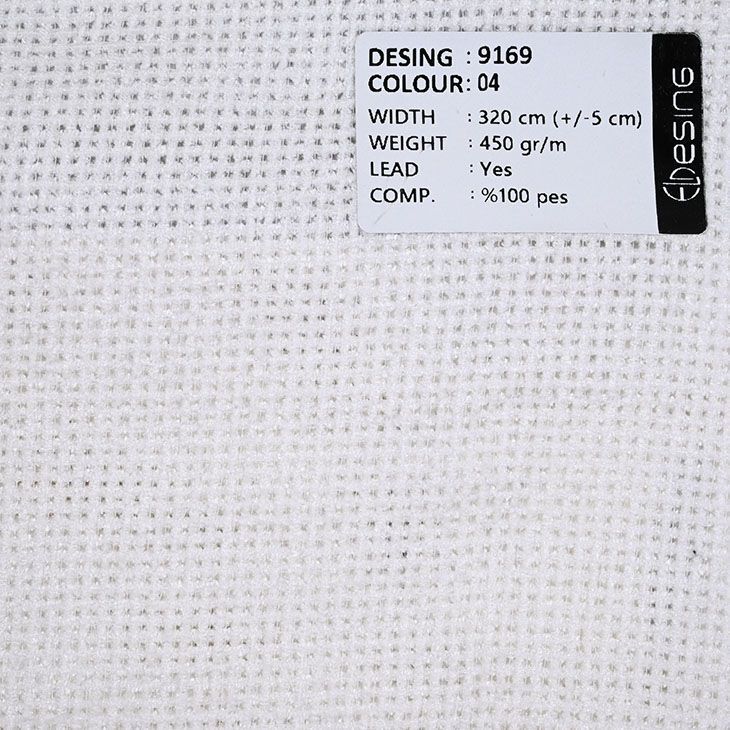 DESING : 9169
COLOUR: 04
WIDTH : 320 cm (+/-5 cm)
WEIGHT : 450 gr/m
LEAD : Yes
COMP. : %100 pes
Desing